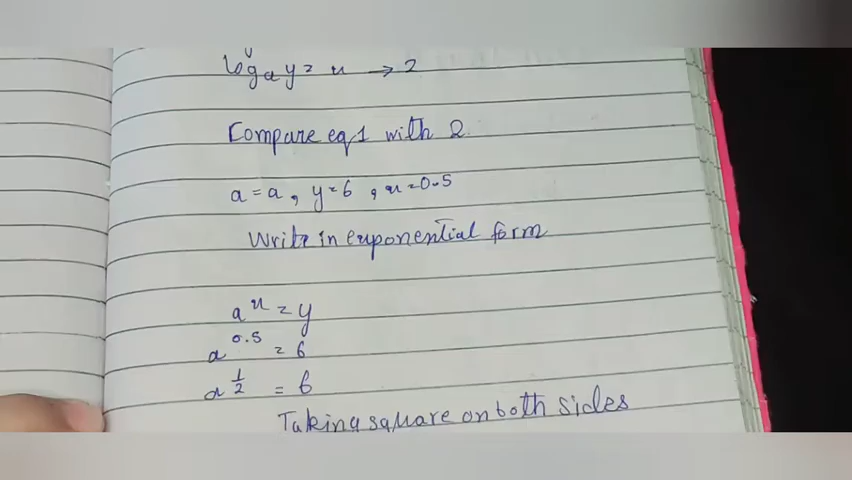 logₐ y = x → 2
Compare eq 1 with 2
a = a, y = 6, x = 0.5
Write in exponential form
aˣ = y
a^0.5 = 6
a^1/2 = 6
Taking square on both sides